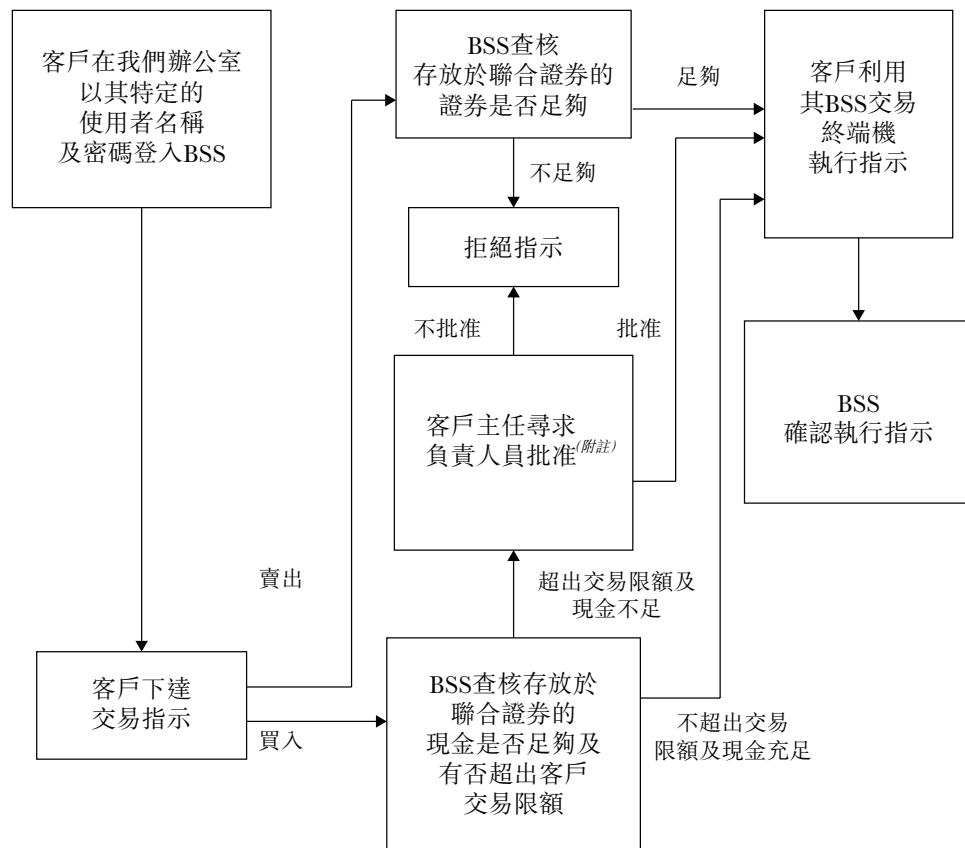 客戶在我們辦公室
以其特定的
使用者名稱
及密碼登入BSS
BSS查核
存放於聯合證券的
證券是否足夠
足夠
客戶利用
其BSS交易
終端機
執行指示
不足夠
拒絕指示
不批准
批准
客戶主任尋求
負責人員批准(附註)
BSS
確認執行指示
賣出
超出交易限額及
現金不足
客戶下達
交易指示
買入
BSS查核存放於
聯合證券的
現金是否足夠及
有否超出客戶
交易限額
不超出交易
限額及現金充足